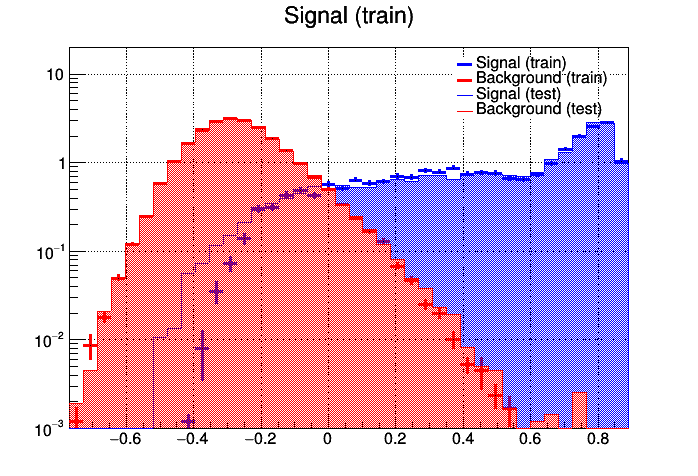 Signal (train)
Signal (train)
Background (train)
Signal (test)
Background (test)
10
1
10⁻¹
10⁻²
10⁻³
−0.6 −0.4 −0.2 0 0.2 0.4 0.6 0.8